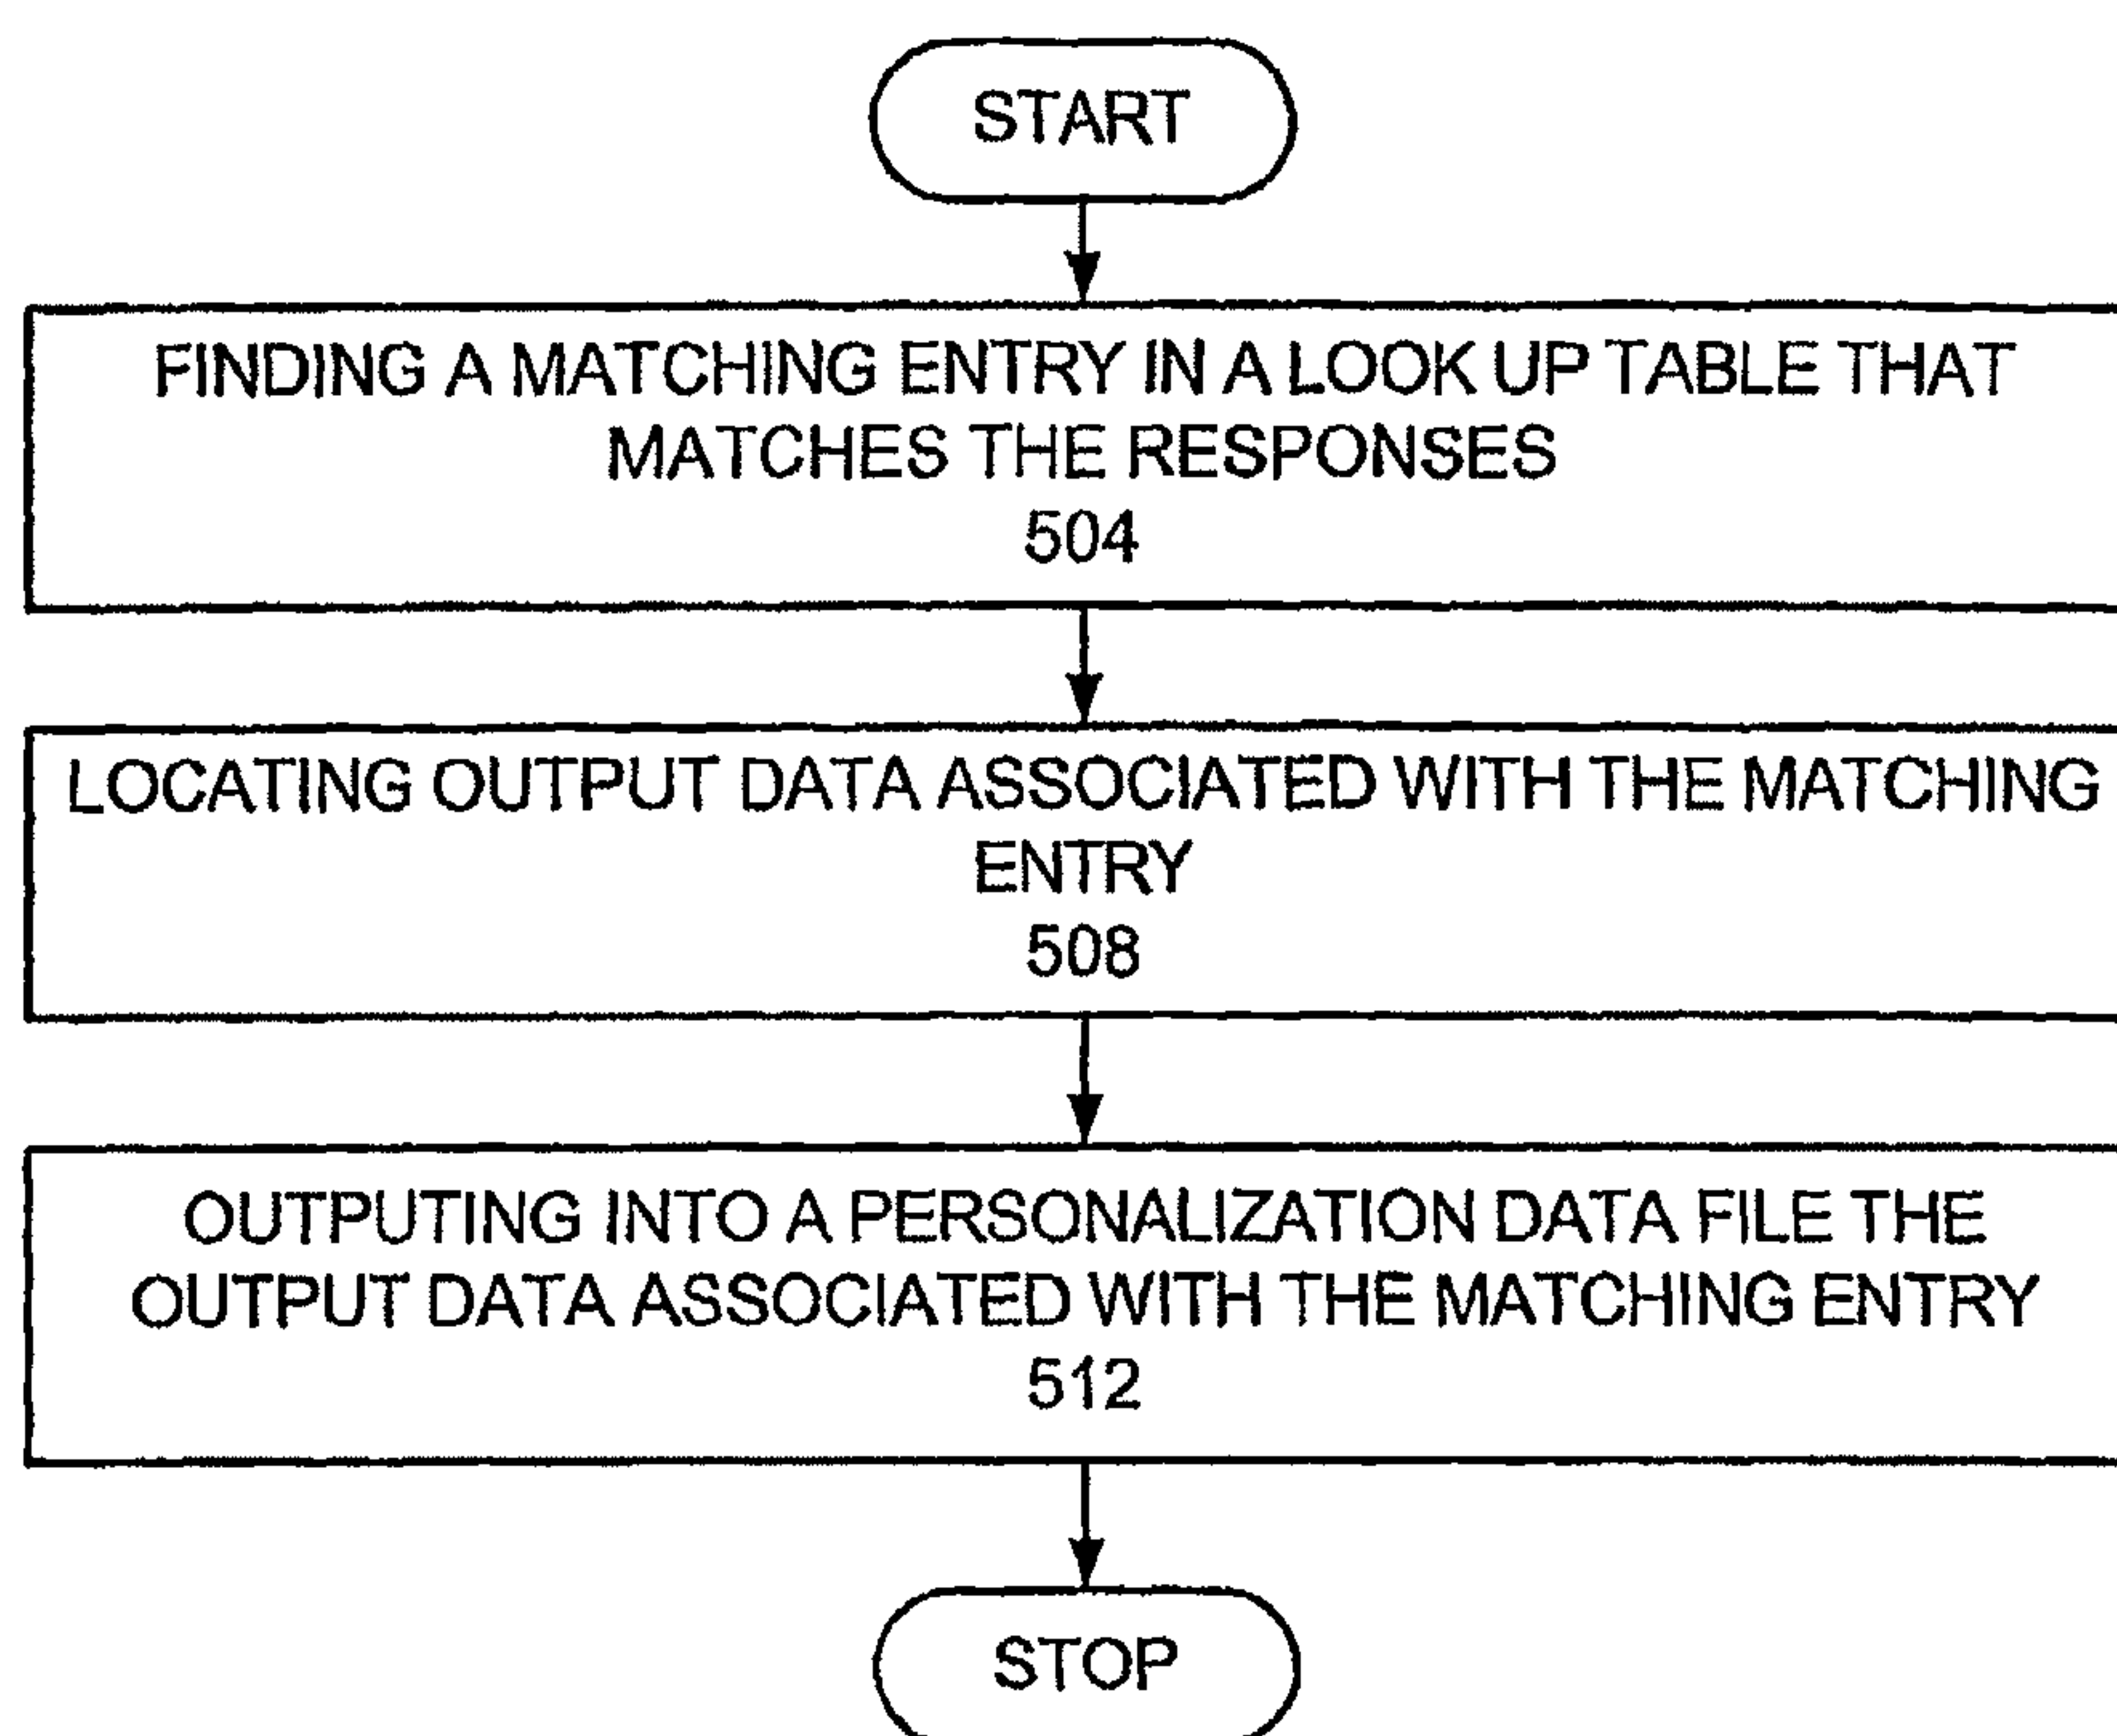 START
FINDING A MATCHING ENTRY IN A LOOK UP TABLE THAT
MATCHES THE RESPONSES
504
LOCATING OUTPUT DATA ASSOCIATED WITH THE MATCHING
ENTRY
508
OUTPUTING INTO A PERSONALIZATION DATA FILE THE
OUTPUT DATA ASSOCIATED WITH THE MATCHING ENTRY
512
STOP